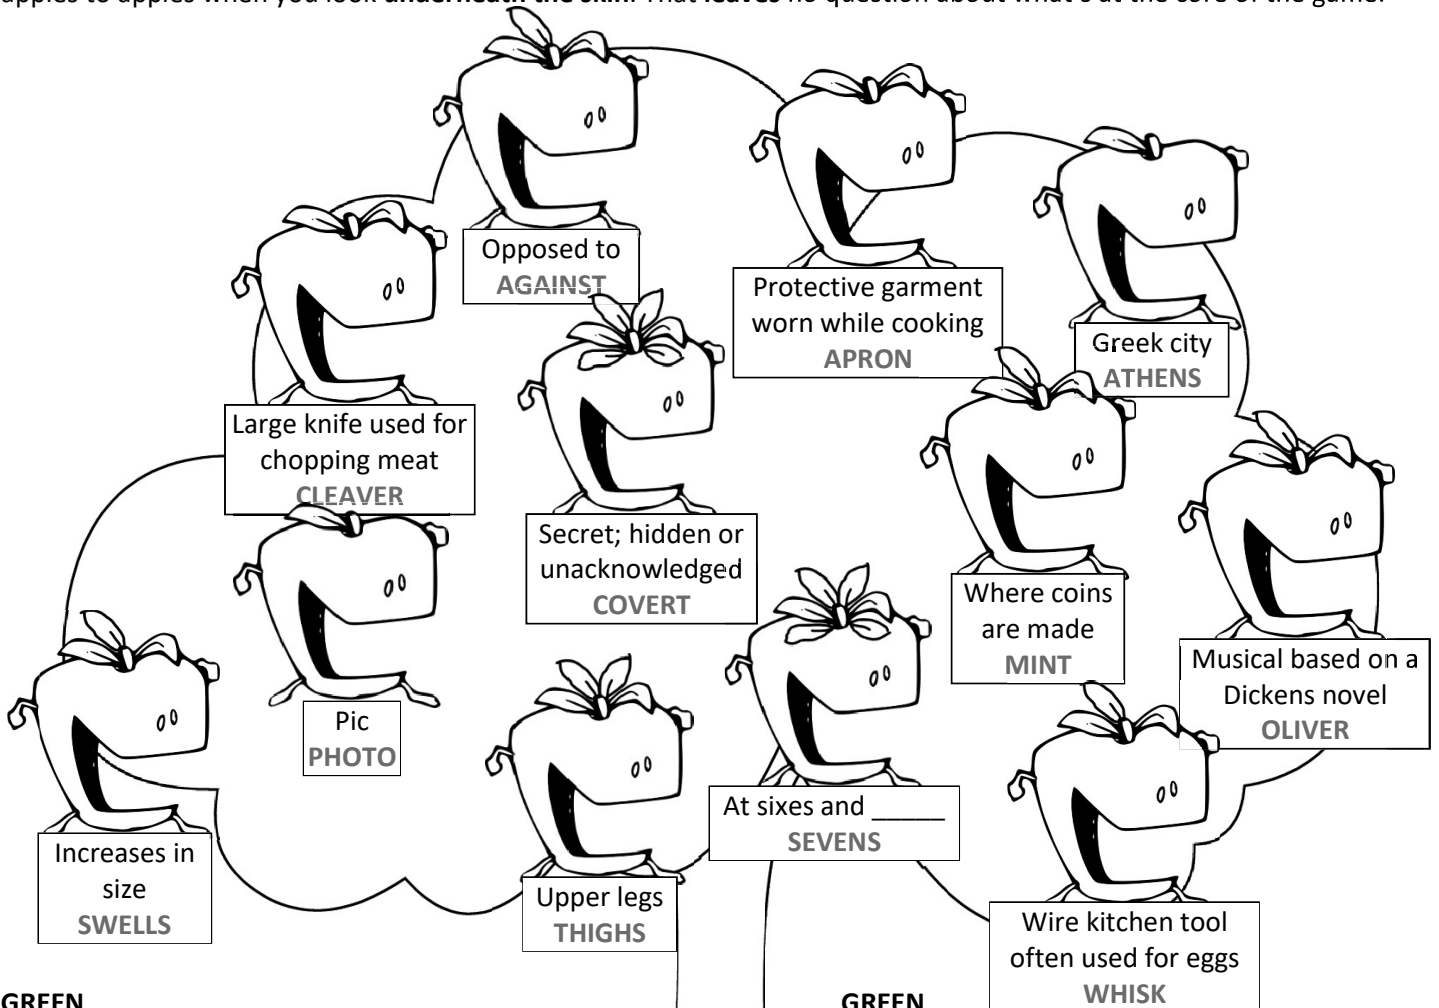 apples to apples when you look underneath the skin. That leaves no question about what's at the core of the game!
Opposed to
AGAINST
Protective garment
worn while cooking
APRON
Greek city
ATHENS
Large knife used for
chopping meat
CLEAVER
Secret; hidden or
unacknowledged
COVERT
Where coins
are made
MINT
Musical based on a
Dickens novel
OLIVER
Pic
PHOTO
At sixes and _____
SEVENS
Increases in
size
SWELLS
Upper legs
THIGHS
Wire kitchen tool
often used for eggs
WHISK
GREEN
GREEN